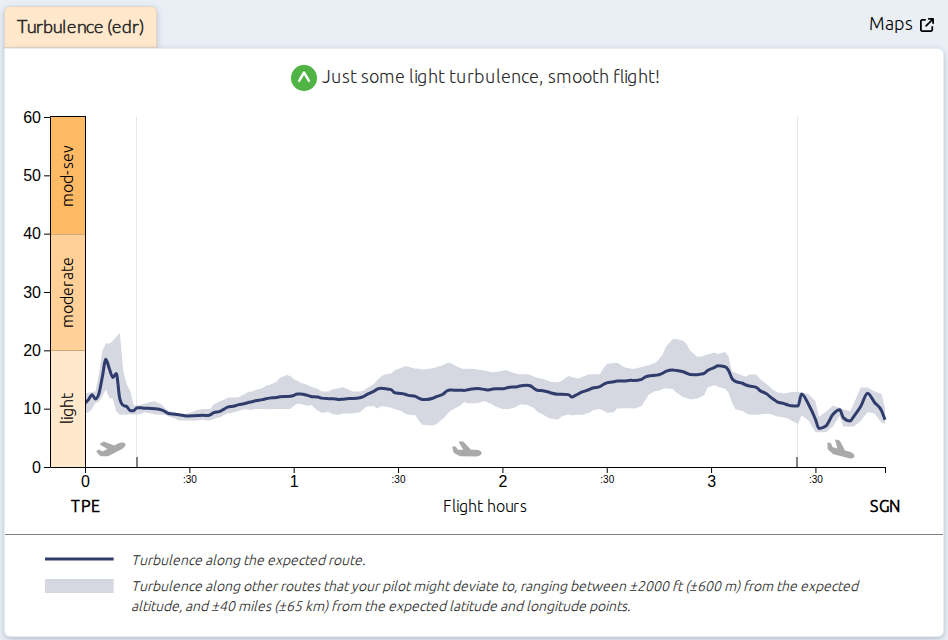 Turbulence (edr)
Maps
Just some light turbulence, smooth flight!
60
50
40
30
20
10
0
mod-sev
moderate
light
0 :30 1 :30 2 :30 3 :30
TPE Flight hours SGN
Turbulence along the expected route.
Turbulence along other routes that your pilot might deviate to, ranging between ±2000 ft (±600 m) from the expected
altitude, and ±40 miles (±65 km) from the expected latitude and longitude points.